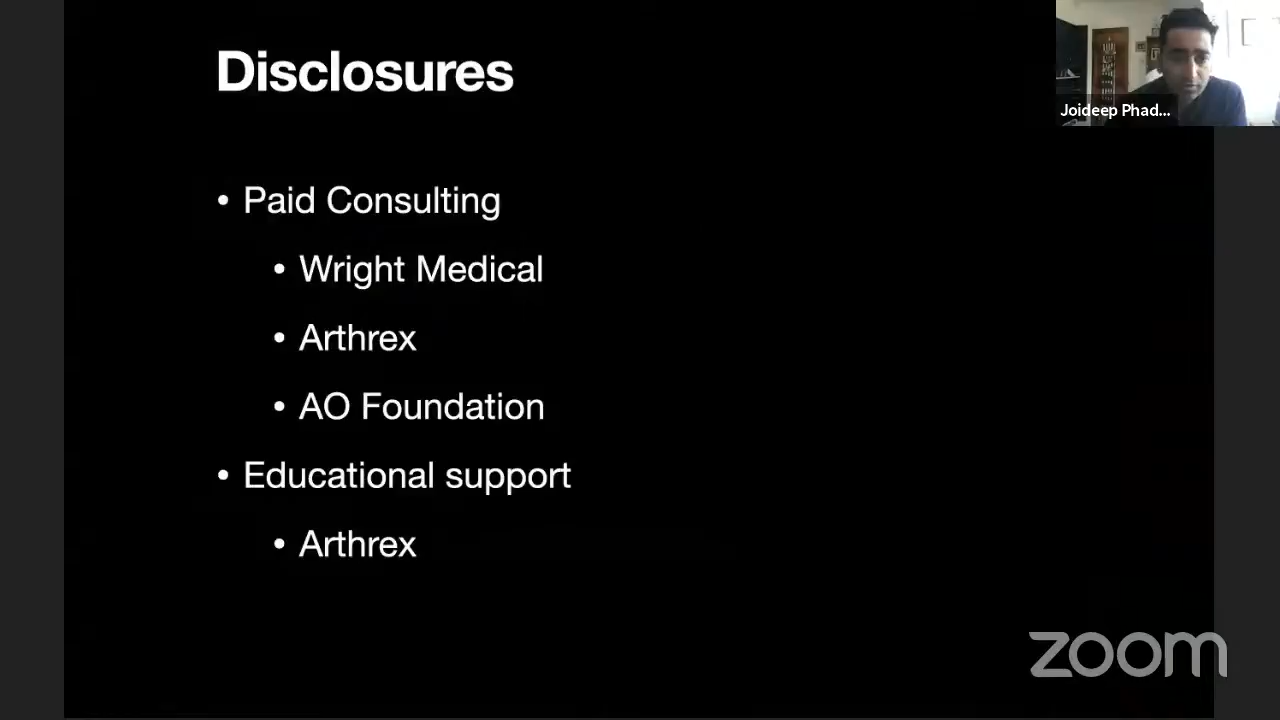 Disclosures
Joideep Phad...
• Paid Consulting
• Wright Medical
• Arthrex
• AO Foundation
• Educational support
• Arthrex
zoom